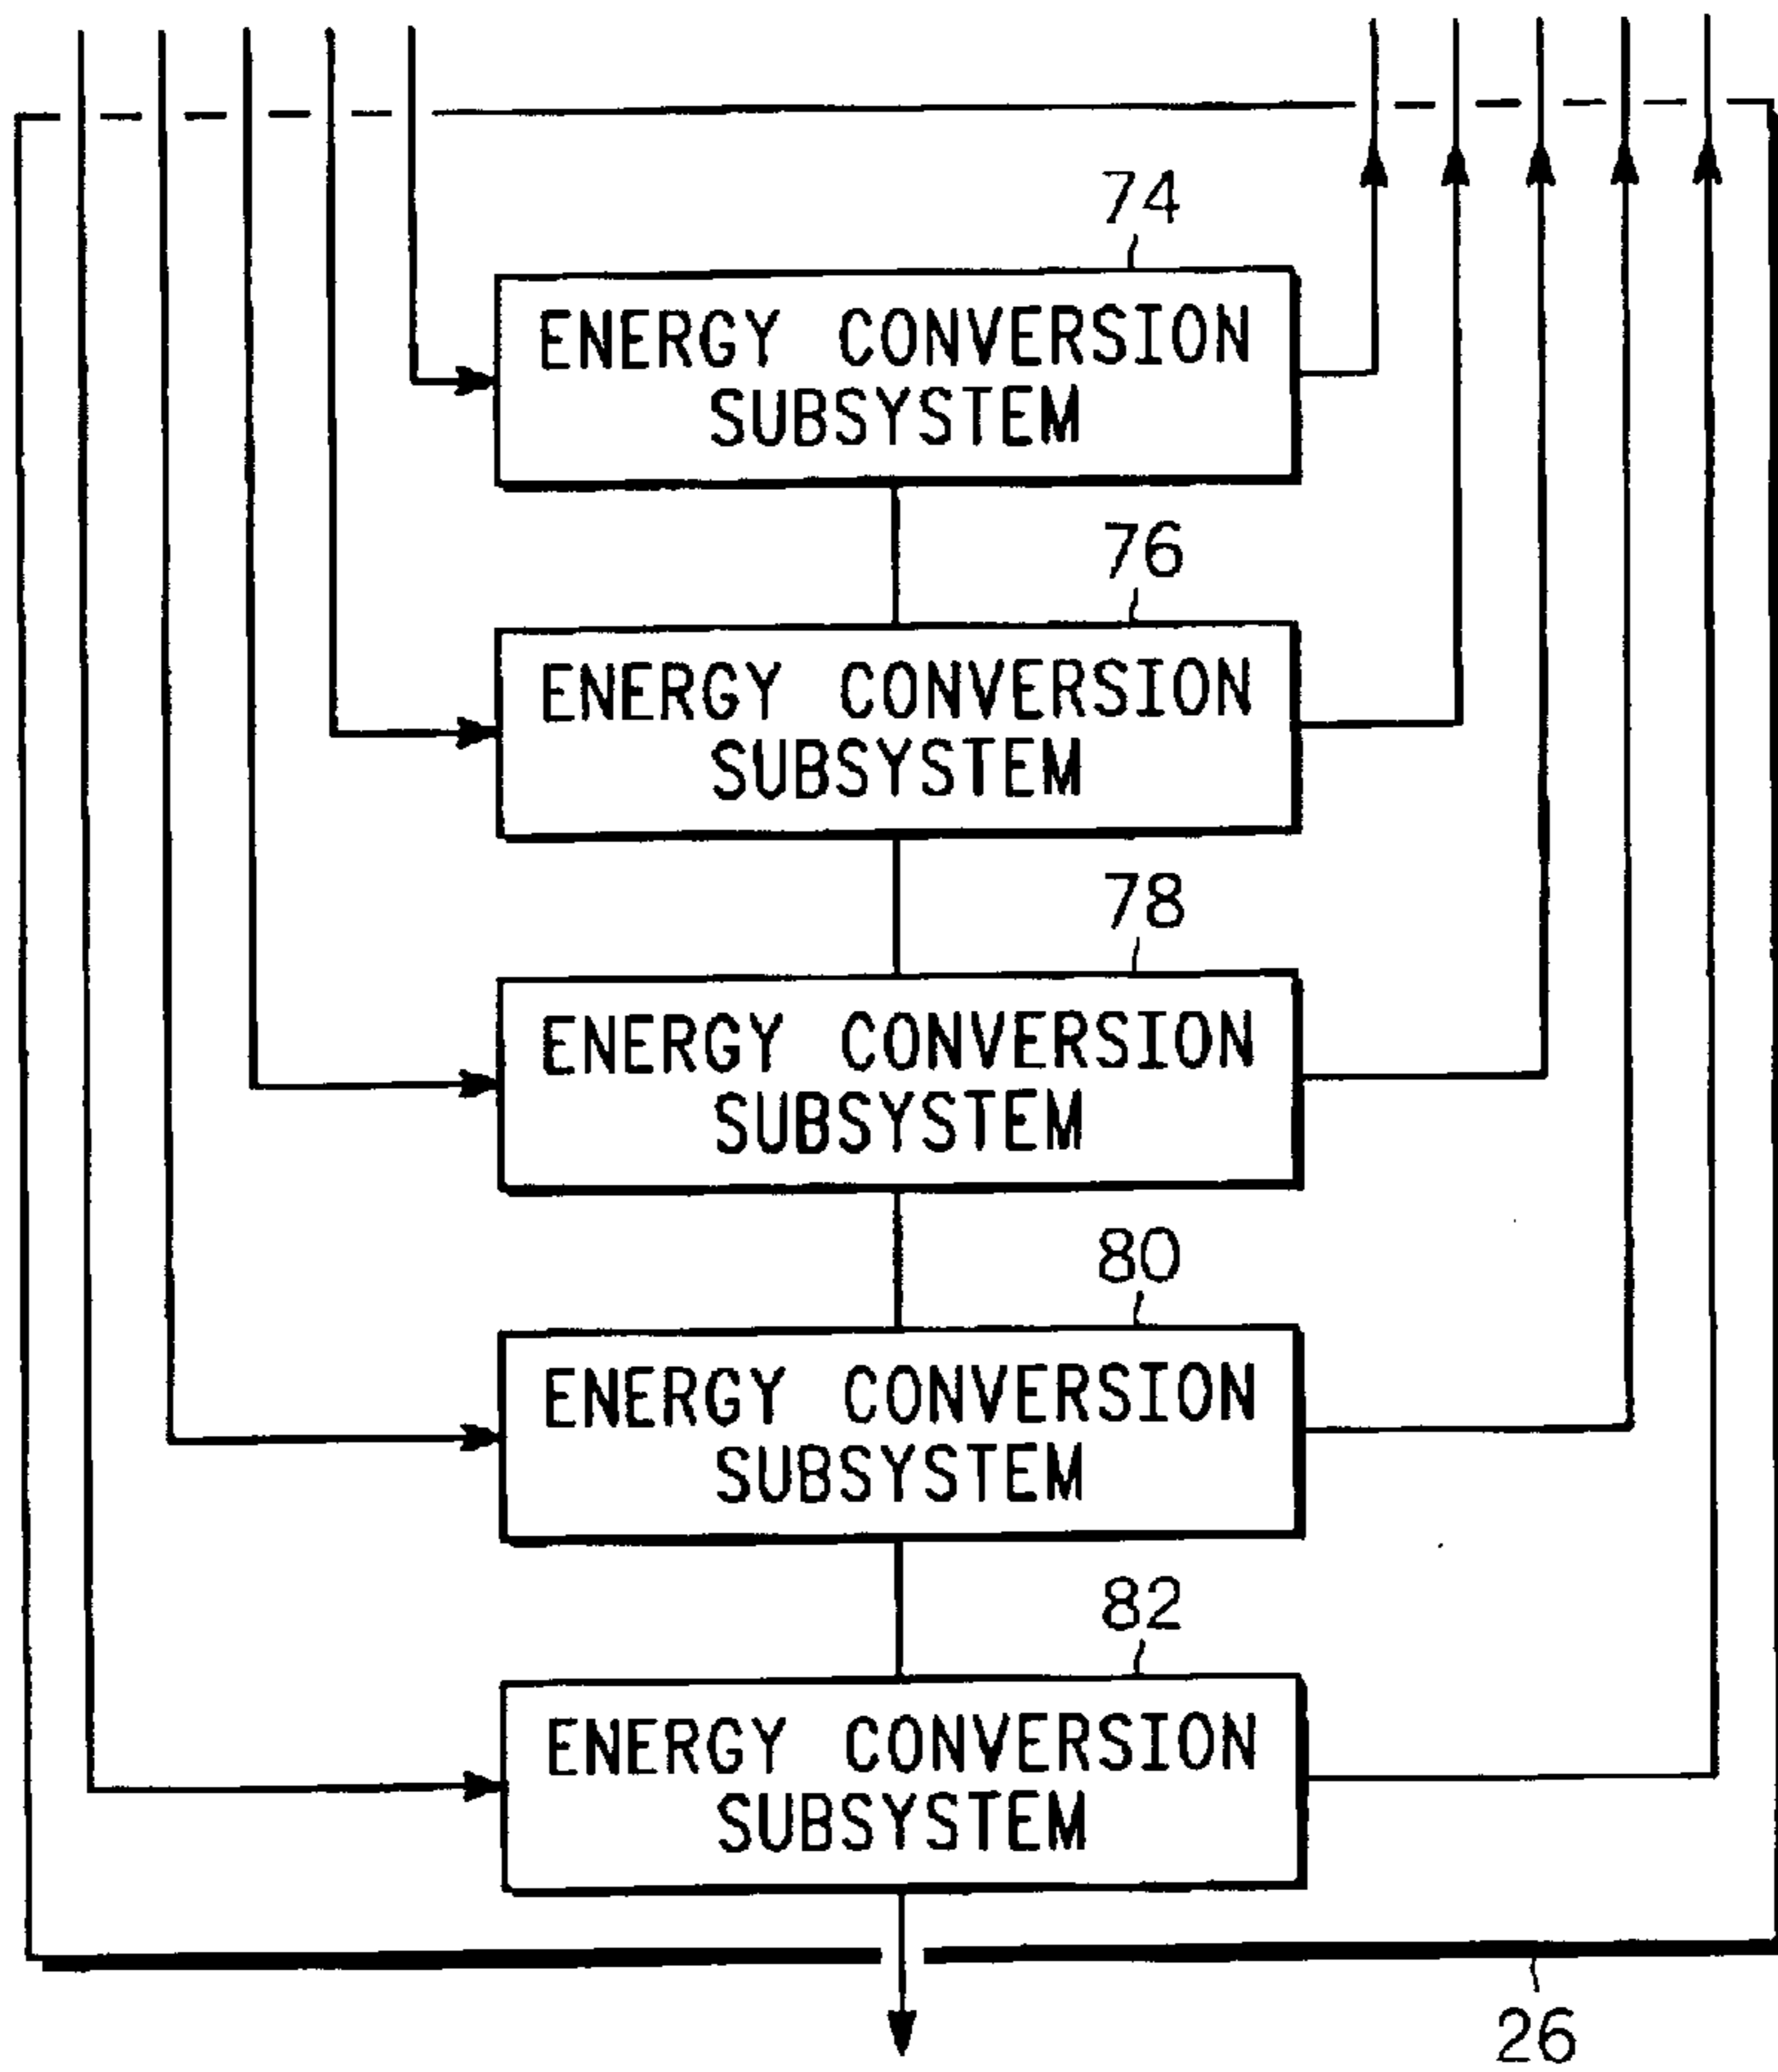 74
ENERGY CONVERSION
SUBSYSTEM
76
ENERGY CONVERSION
SUBSYSTEM
78
ENERGY CONVERSION
SUBSYSTEM
80
ENERGY CONVERSION
SUBSYSTEM
82
ENERGY CONVERSION
SUBSYSTEM
26